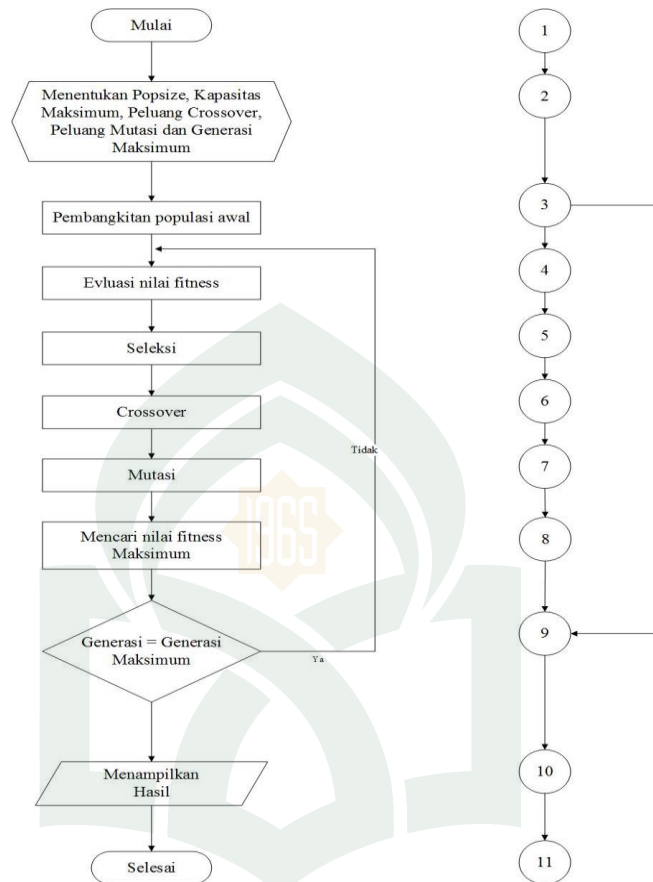 Mulai
Menentukan Popsize, Kapasitas
Maksimum, Peluang Crossover,
Peluang Mutasi dan Generasi
Maksimum
Pembangkitan populasi awal
Evluasi nilai fitness
Seleksi
Crossover
Tidak
Mutasi
Mencari nilai fitness
Maksimum
1965
Generasi = Generasi
Maksimum
Ya
Menampilkan
Hasil
Selesai
1
2
3
4
5
6
7
8
9
10
11